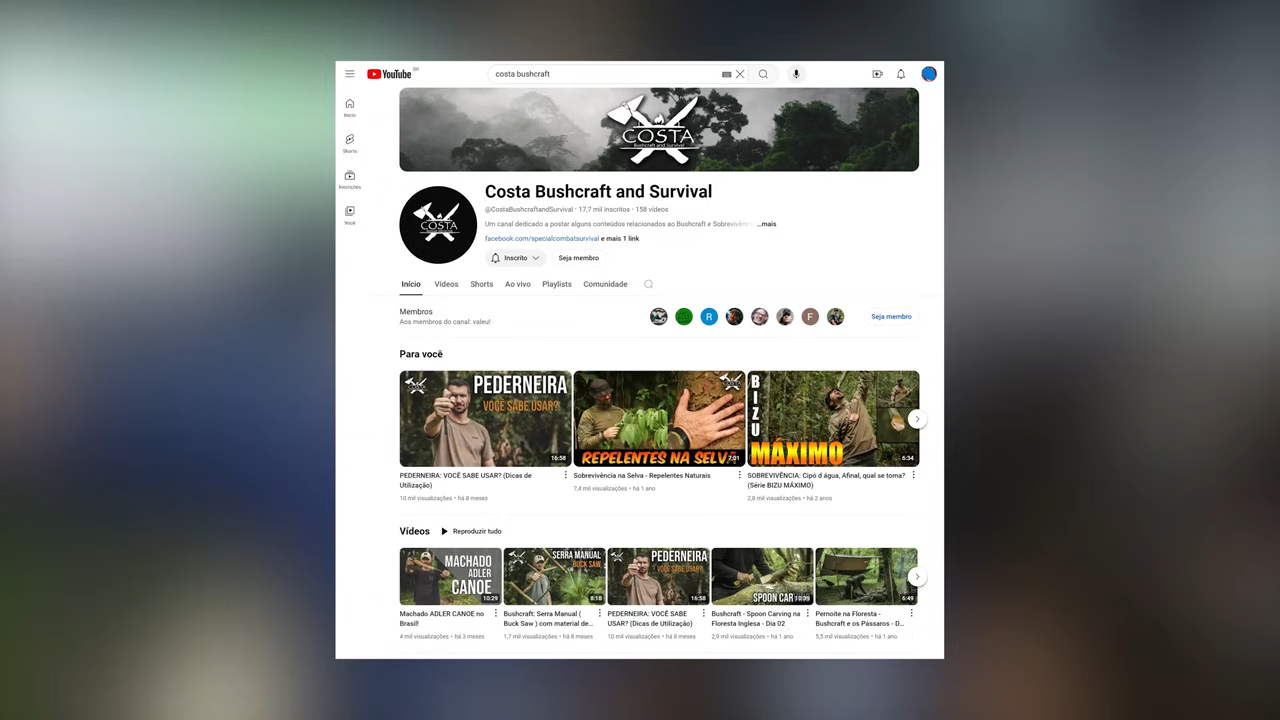 YouTube BR
costa bushcraft
Início
Shorts
Inscrições
Você
COSTA
Bushcraft and Survival
COSTA
Costa Bushcraft and Survival
@CostaBushcraftandSurvival · 17,7 mil inscritos · 158 vídeos
Um canal dedicado a postar alguns conteúdos relacionados ao Bushcraft e Sobrevivênc ...mais
facebook.com/specialcombatsurvival e mais 1 link
Inscrito
Seja membro
Início Vídeos Shorts Ao vivo Playlists Comunidade
Membros
Aos membros do canal: valeu!
R
F
Seja membro
Para você
PEDERNEIRA
VOCÊ SABE USAR?
16:58
COSTA
REPELENTES NA SELVA
7:01
BIZU
MÁXIMO
6:34
PEDERNEIRA: VOCÊ SABE USAR? (Dicas de
Utilização)
10 mil visualizações • há 8 meses
Sobrevivência na Selva - Repelentes Naturais
7,4 mil visualizações • há 1 ano
SOBREVIVÊNCIA: Cipó d água, Afinal, qual se toma?
(Série BIZU MÁXIMO)
2,8 mil visualizações • há 2 anos
Vídeos Reproduzir tudo
MACHADO
ADLER
CANOE
10:29
SERRA MANUAL
BUCK SAW
8:18
PEDERNEIRA
VOCÊ SABE USAR?
16:58
SPOON CAR
10:39
6:49
Machado ADLER CANOE no
Brasil!
4 mil visualizações • há 3 meses
Bushcraft: Serra Manual (
Buck Saw ) com material de...
1,7 mil visualizações • há 8 meses
PEDERNEIRA: VOCÊ SABE
USAR? (Dicas de Utilização)
10 mil visualizações • há 8 meses
Bushcraft - Spoon Carving na
Floresta Inglesa - Dia 02
2,9 mil visualizações • há 1 ano
Pernoite na Floresta -
Bushcraft e os Pássaros - D...
5,5 mil visualizações • há 1 ano